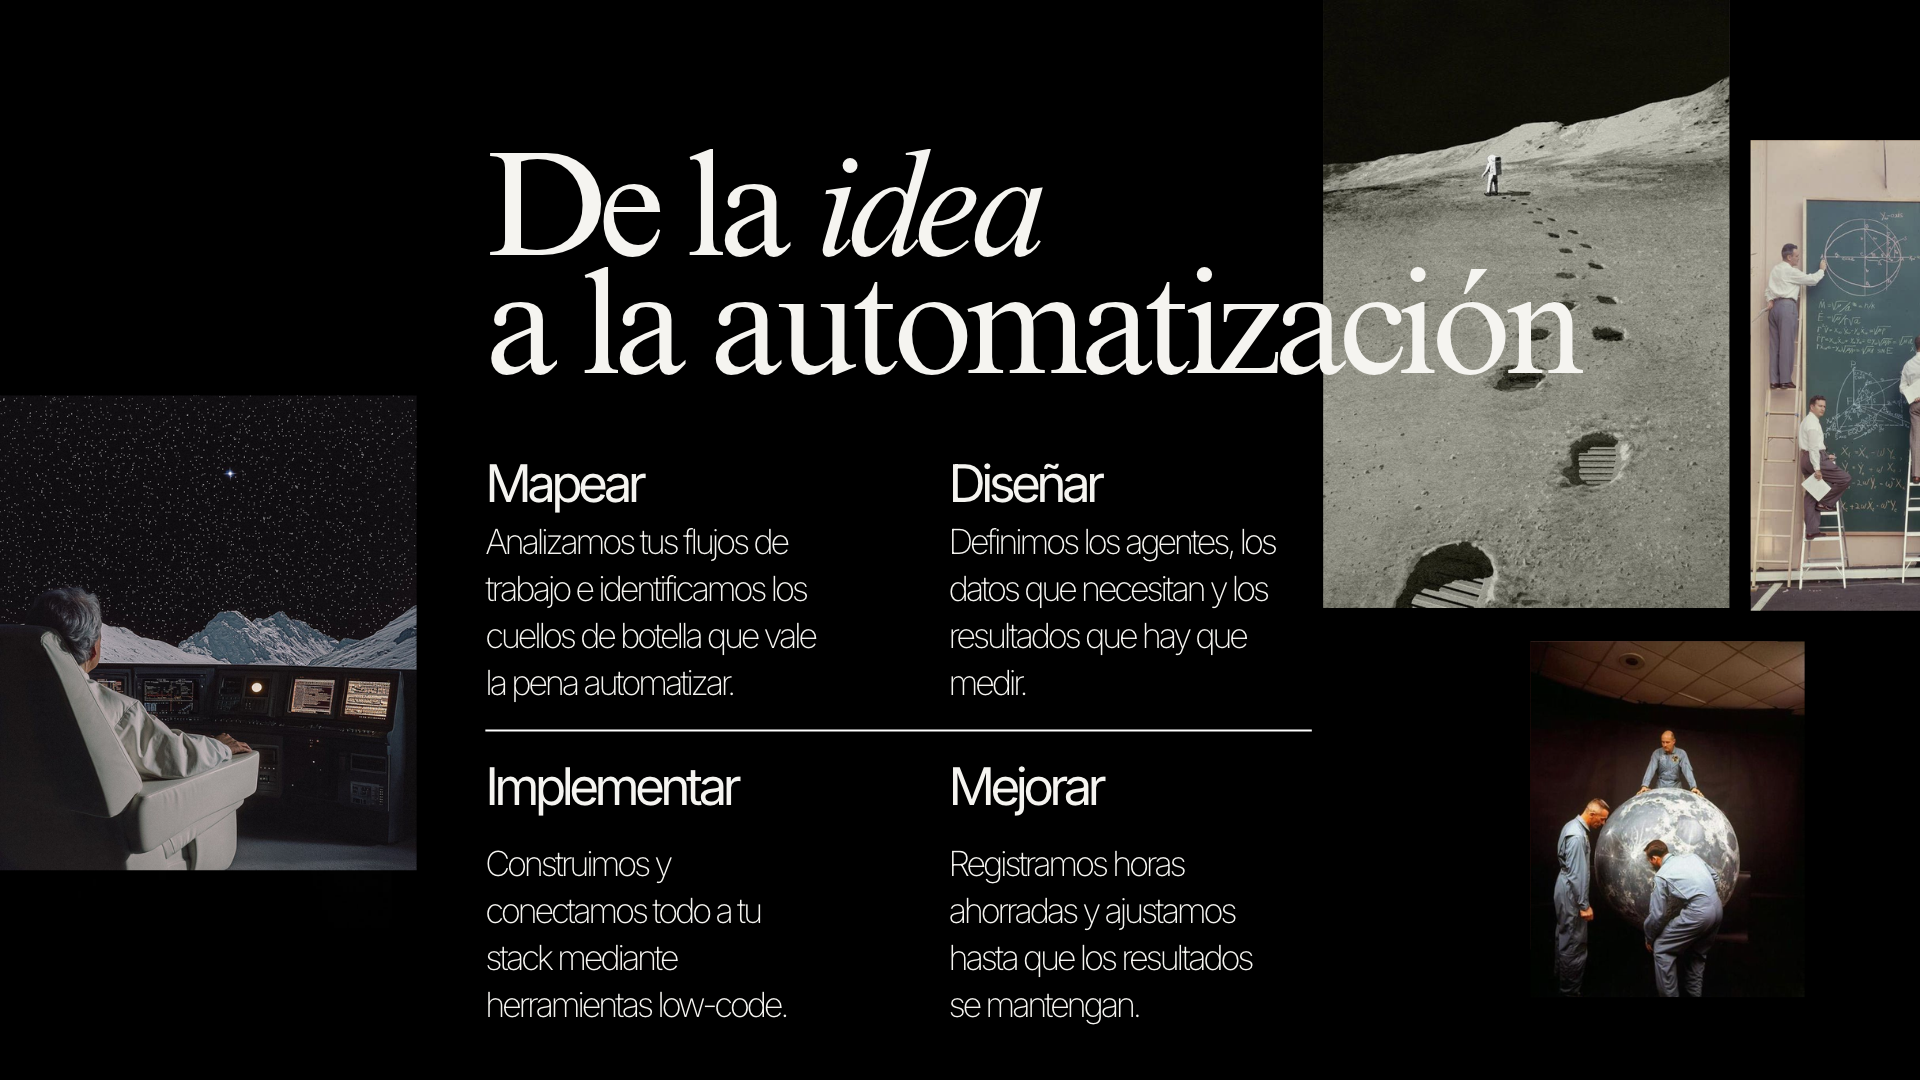 De la idea
a la automatización
Mapear
Analizamos tus flujos de
trabajo e identificamos los
cuellos de botella que vale
la pena automatizar.
Diseñar
Definimos los agentes, los
datos que necesitan y los
resultados que hay que
medir.
Implementar
Construimos y
conectamos todo a tu
stack mediante
herramientas low-code.
Mejorar
Registramos horas
ahorradas y ajustamos
hasta que los resultados
se mantengan.